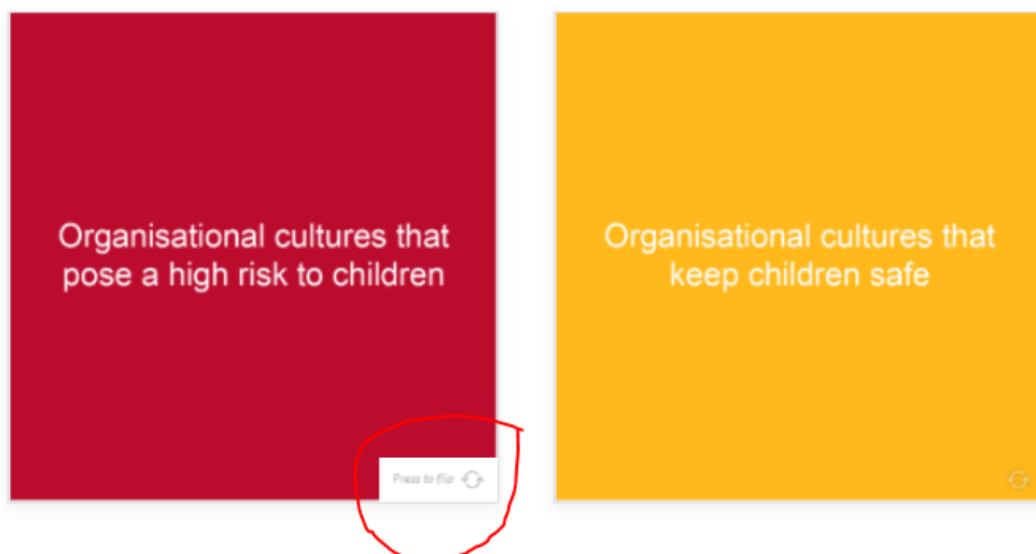 Organisational cultures that
pose a high risk to children
Press to flip
Organisational cultures that
keep children safe